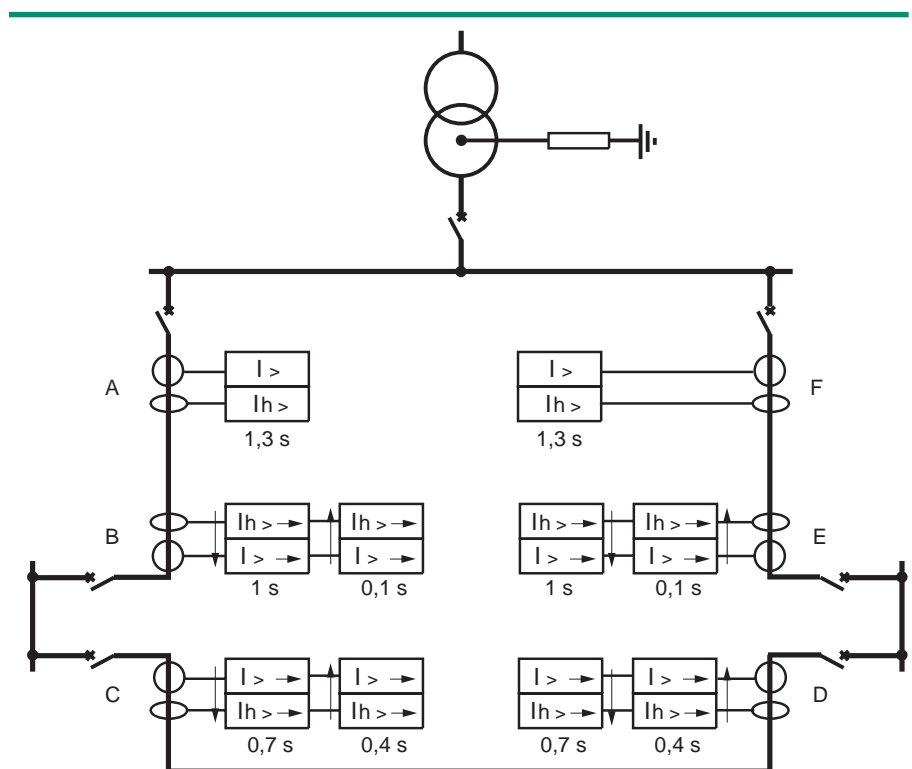 A I > I > F
Ih > Ih >
1,3 s 1,3 s
B Ih > Ih > Ih > Ih > E
I > I > I > I >
1 s 0,1 s 1 s 0,1 s
C I > I > I > I > D
Ih > Ih > Ih > Ih >
0,7 s 0,4 s 0,7 s 0,4 s